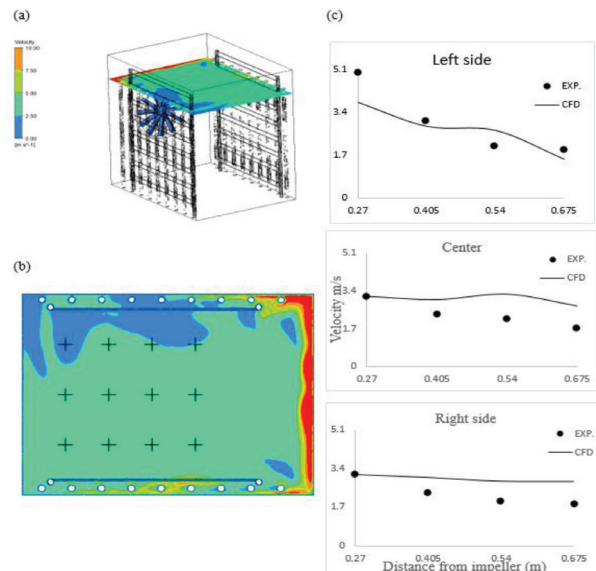 (a)
Velocity
10.00
7.50
5.00
2.50
0.00
[m s^-1]
(b)
(c)
Left side
5.1
3.4
1.7
0
EXP.
CFD
0.27
0.405
0.54
0.675
Center
5.1
3.4
1.7
0
EXP.
CFD
Velocity m/s
0.27
0.405
0.54
0.675
Right side
5.1
3.4
1.7
0
EXP.
CFD
0.27
0.405
0.54
0.675
Distance from impeller (m)